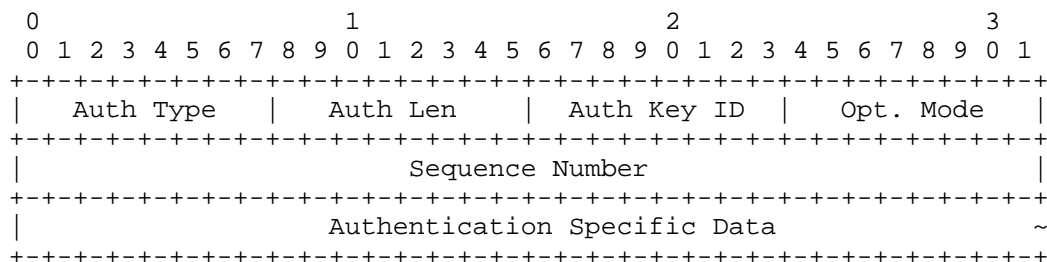 0                   1                   2                   3
 0 1 2 3 4 5 6 7 8 9 0 1 2 3 4 5 6 7 8 9 0 1 2 3 4 5 6 7 8 9 0 1
+-+-+-+-+-+-+-+-+-+-+-+-+-+-+-+-+-+-+-+-+-+-+-+-+-+-+-+-+-+-+-+-+
|   Auth Type   |   Auth Len    |  Auth Key ID  |   Opt. Mode   |
+-+-+-+-+-+-+-+-+-+-+-+-+-+-+-+-+-+-+-+-+-+-+-+-+-+-+-+-+-+-+-+-+
|                        Sequence Number                        |
+-+-+-+-+-+-+-+-+-+-+-+-+-+-+-+-+-+-+-+-+-+-+-+-+-+-+-+-+-+-+-+-+
|                   Authentication Specific Data                ~
+-+-+-+-+-+-+-+-+-+-+-+-+-+-+-+-+-+-+-+-+-+-+-+-+-+-+-+-+-+-+-+-+